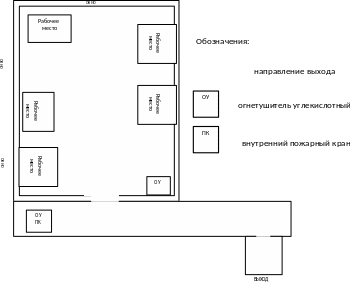 окно
Рабочее
место
Рабочее
место
Обозначения:
окно
направление выхода
Рабочее
место
ОУ
огнетушитель углекислотный
Рабочее
место
ПК
внутренний пожарный кран
окно
Рабочее
место
ОУ
ОУ
ПК
ВЫХОД